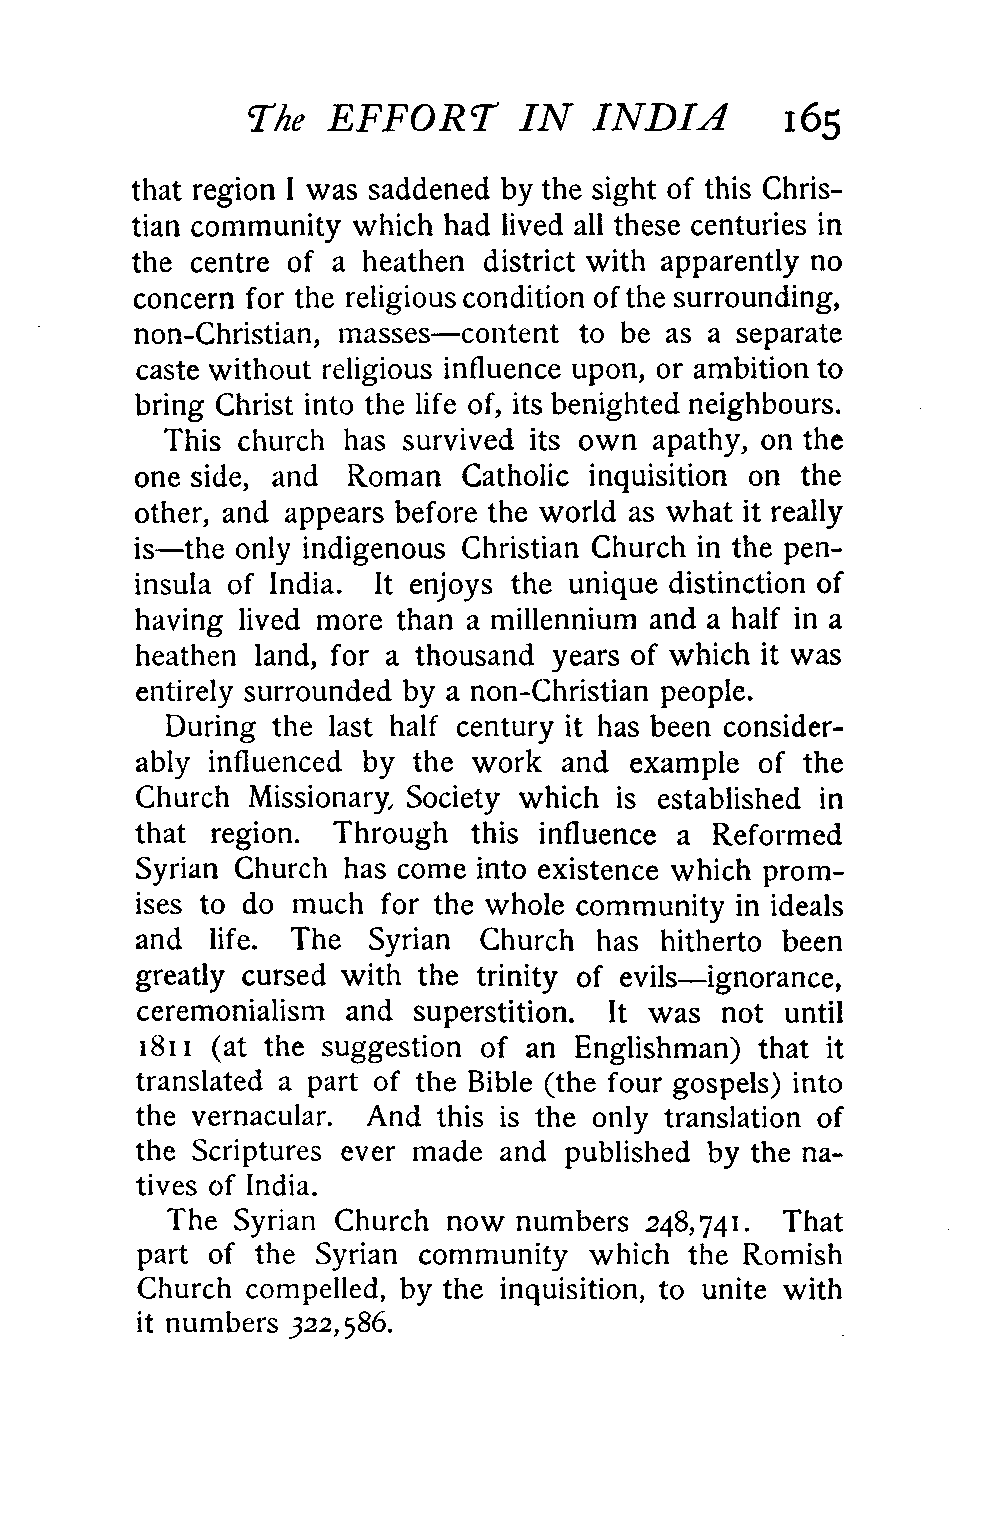 The EFFORT IN INDIA 165
that region I was saddened by the sight of this Chris-
tian community which had lived all these centuries in
the centre of a heathen district with apparently no
concern for the religious condition of the surrounding,
non-Christian, masses—content to be as a separate
caste without religious influence upon, or ambition to
bring Christ into the life of, its benighted neighbours.
This church has survived its own apathy, on the
one side, and Roman Catholic inquisition on the
other, and appears before the world as what it really
is—the only indigenous Christian Church in the pen-
insula of India. It enjoys the unique distinction of
having lived more than a millennium and a half in a
heathen land, for a thousand years of which it was
entirely surrounded by a non-Christian people.
During the last half century it has been consider-
ably influenced by the work and example of the
Church Missionary, Society which is established in
that region. Through this influence a Reformed
Syrian Church has come into existence which prom-
ises to do much for the whole community in ideals
and life. The Syrian Church has hitherto been
greatly cursed with the trinity of evils—ignorance,
ceremonialism and superstition. It was not until
1811 (at the suggestion of an Englishman) that it
translated a part of the Bible (the four gospels) into
the vernacular. And this is the only translation of
the Scriptures ever made and published by the na-
tives of India.
The Syrian Church now numbers 248,741. That
part of the Syrian community which the Romish
Church compelled, by the inquisition, to unite with
it numbers 322,586.